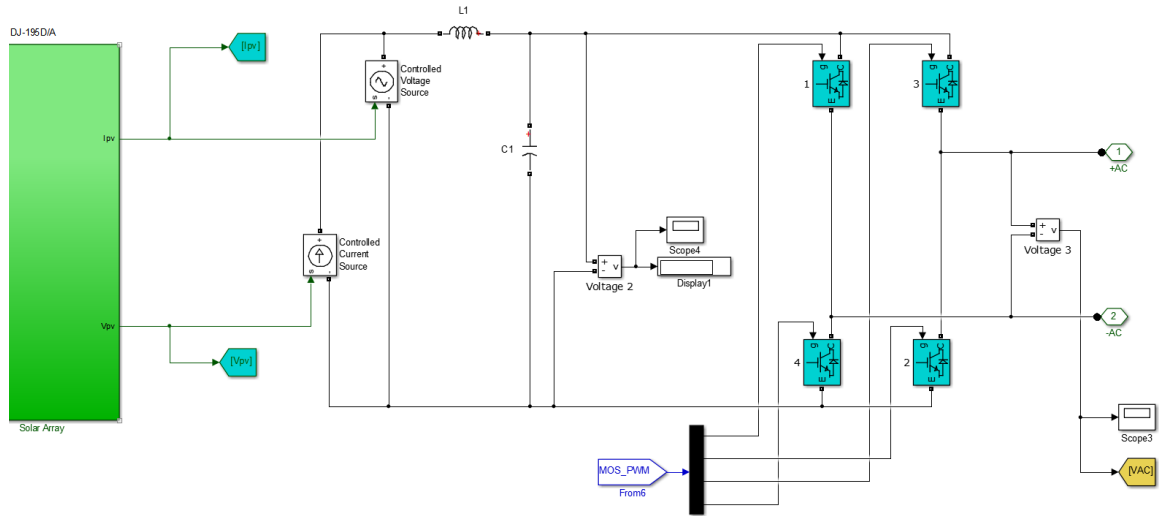 DJ-195D/A
[Ipv]
L1
+
Controlled
Voltage
Source
s
-
Ipv
C1
+
+
Controlled
Current
Source
s
-
Vpv
[Vpv]
Solar Array
Scope4
+
-
v
Voltage 2
Display1
g
C
E
1
g
C
E
3
1
+AC
+
-
v
Voltage 3
2
-AC
g
C
E
4
g
C
E
2
MOS_PWM
From6
Scope3
[VAC]